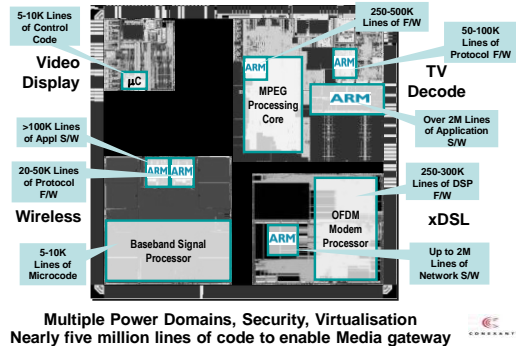 5-10K Lines
of Control
Code
250-500K
Lines of F/W
50-100K
Lines of
Protocol F/W
Video
Display
µC
ARM
ARM
TV
Decode
MPEG
Processing
Core
ARM
Over 2M Lines
of Application
S/W
>100K Lines
of Appl S/W
20-50K Lines
of Protocol
F/W
ARM
ARM
Wireless
250-300K
Lines of DSP
F/W
xDSL
OFDM
Modem
Processor
ARM
5-10K
Lines of
Microcode
Baseband Signal
Processor
Up to 2M
Lines of
Network S/W
Multiple Power Domains, Security, Virtualisation
Nearly five million lines of code to enable Media gateway
CONEXANT